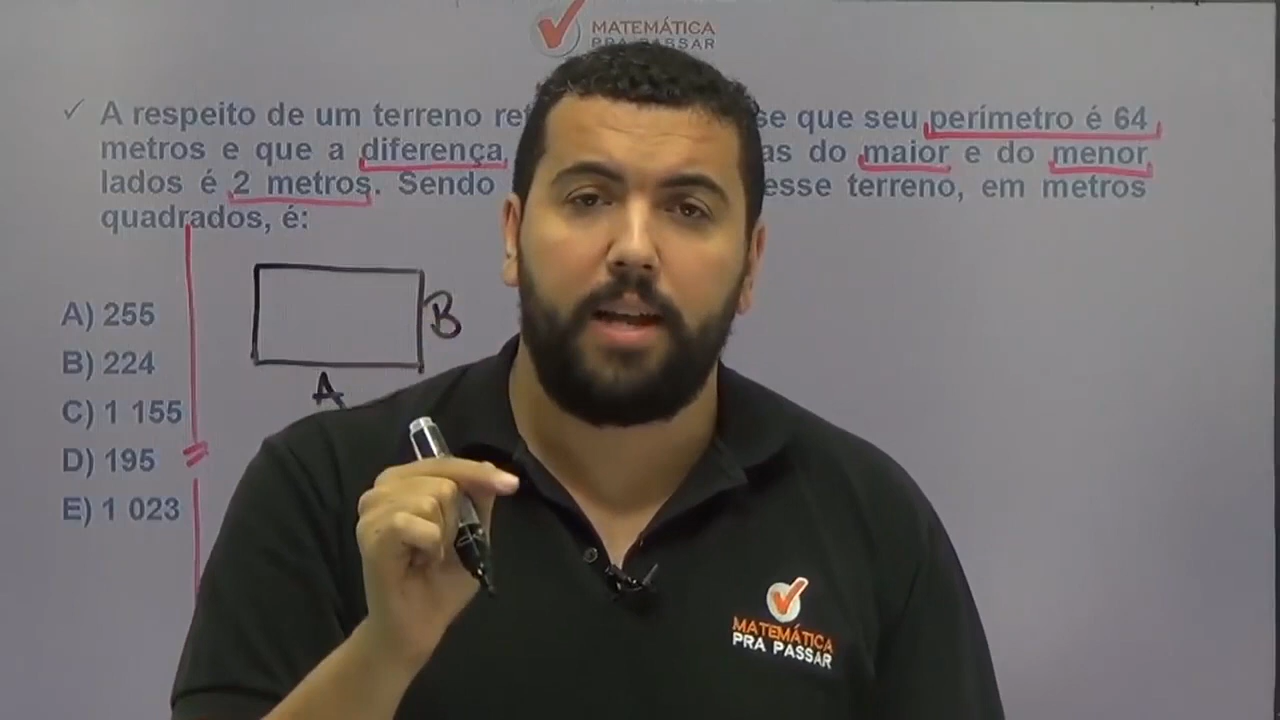 MATEMÁTICA
PRA PASSAR
✓ A respeito de um terreno se que seu perímetro é 64
metros e que a diferença do maior e do menor
lados é 2 metros. Sendo esse terreno, em metros
quadrados, é:
A) 255
B) 224
C) 1 155
D) 195
E) 1 023
B
A
MATEMÁTICA
PRA PASSAR